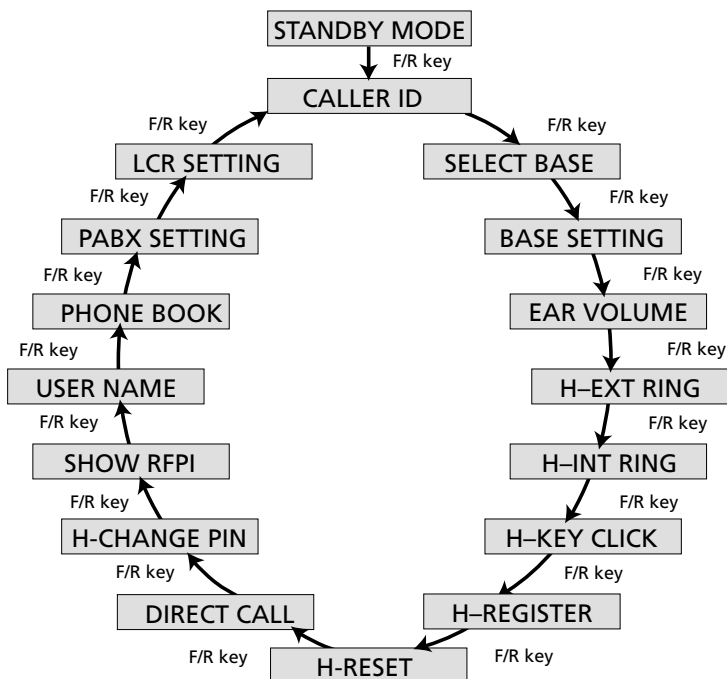 STANDBY MODE
F/R key
CALLER ID
F/R key
SELECT BASE
F/R key
BASE SETTING
F/R key
EAR VOLUME
F/R key
H–EXT RING
F/R key
H–INT RING
F/R key
H–KEY CLICK
F/R key
H–REGISTER
F/R key
H-RESET
F/R key
DIRECT CALL
F/R key
H-CHANGE PIN
F/R key
SHOW RFPI
F/R key
USER NAME
F/R key
PHONE BOOK
F/R key
PABX SETTING
F/R key
LCR SETTING
F/R key